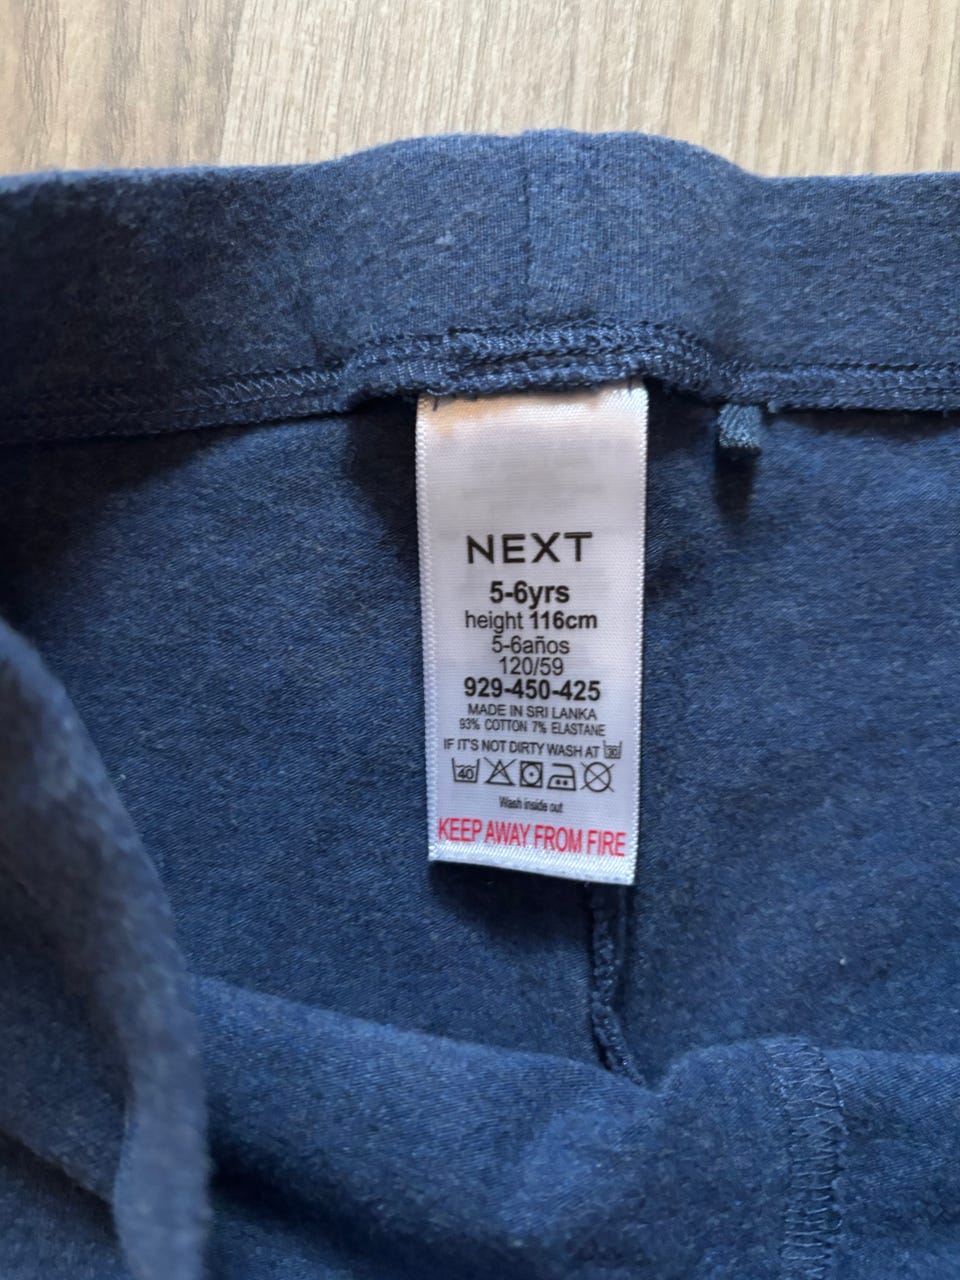 NEXT
5-6yrs
height 116cm
5-6años
120/59
929-450-425
MADE IN SRI LANKA
93% COTTON 7% ELASTANE
IF IT'S NOT DIRTY WASH AT 30
40
Wash inside out
KEEP AWAY FROM FIRE